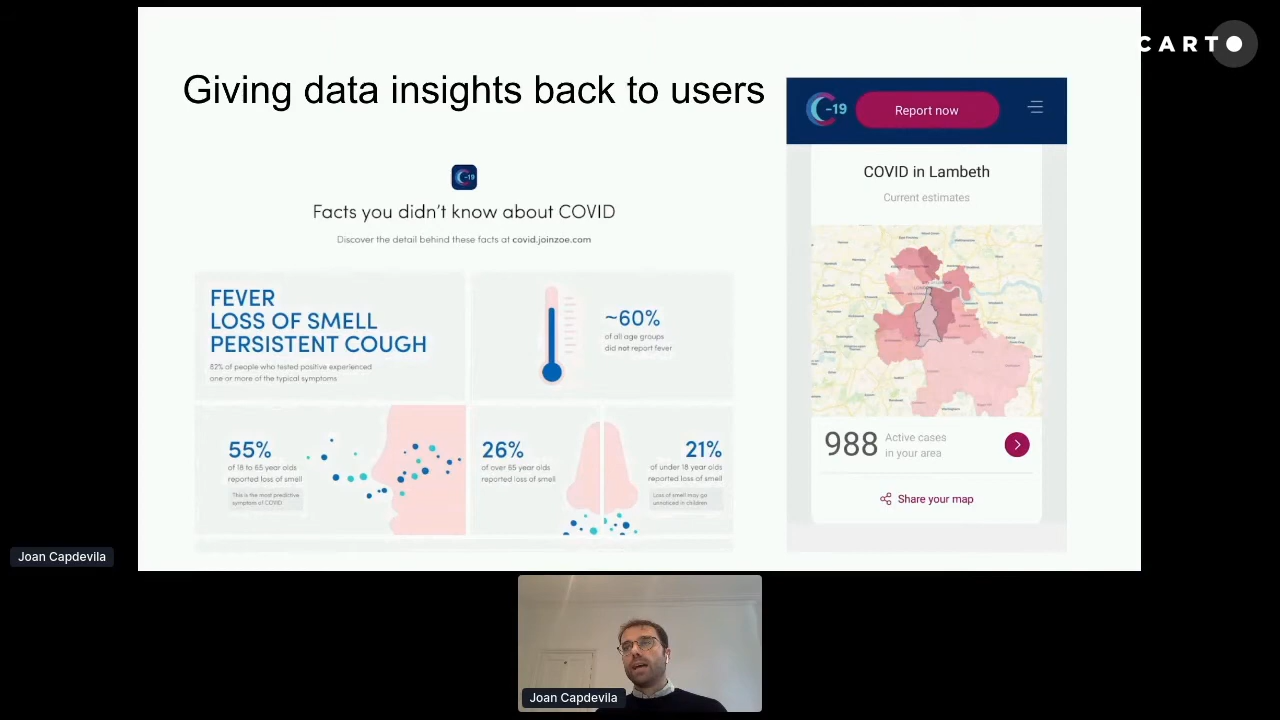 CARTO
Giving data insights back to users
-19
Facts you didn't know about COVID
Discover the detail behind these facts at covid.joinzoe.com
FEVER
LOSS OF SMELL
PERSISTENT COUGH
82% of people who tested positive experienced
one or more of the typical symptoms
~60%
of all age groups
did not report fever
55%
of 18 to 65 year olds
reported loss of smell
This is the most predictive
symptom of COVID
26%
of over 65 year olds
reported loss of smell
21%
of under 18 year olds
reported loss of smell
Loss of smell may go
unnoticed in children
-19
Report now
COVID in Lambeth
Current estimates
988
Active cases
in your area
Share your map
Joan Capdevila
Joan Capdevila